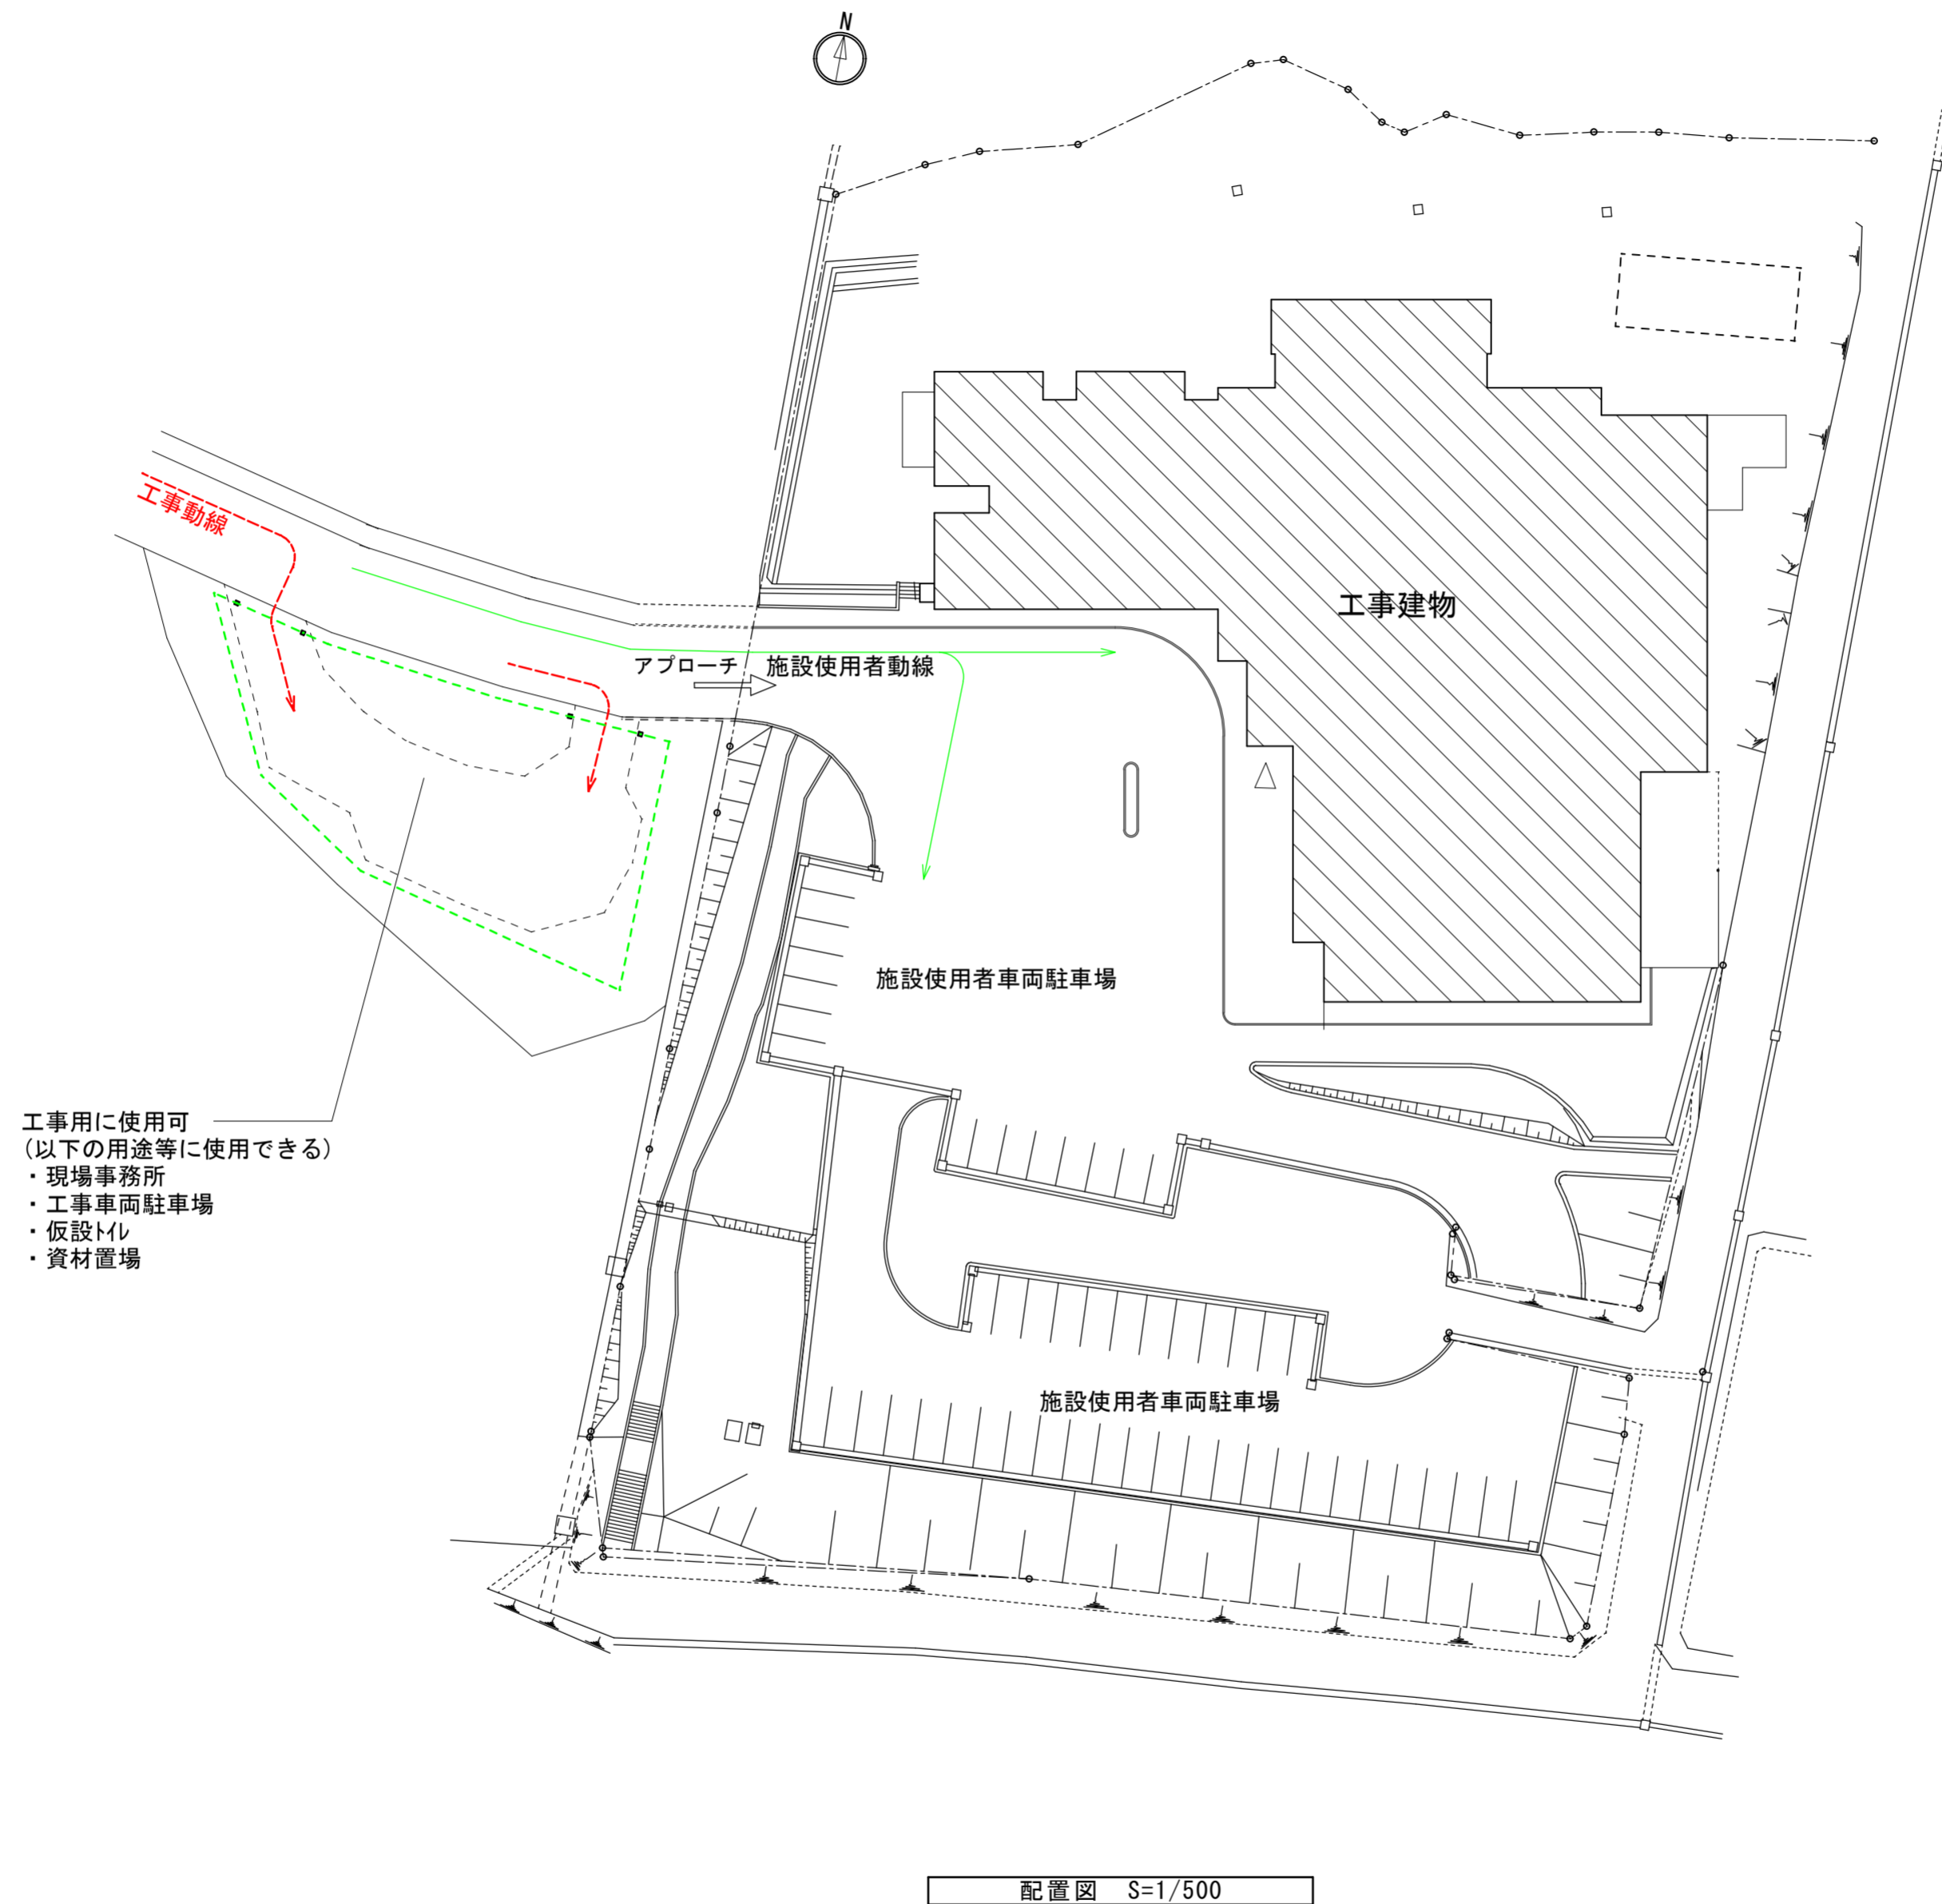 N
工事動線
工事建物
アプローチ 施設使用者動線
施設使用者車両駐車場
工事用に使用可
(以下の用途等に使用できる)
・現場事務所
・工事車両駐車場
・仮設ﾄｲﾚ
・資材置場
施設使用者車両駐車場
配置図 S=1/500